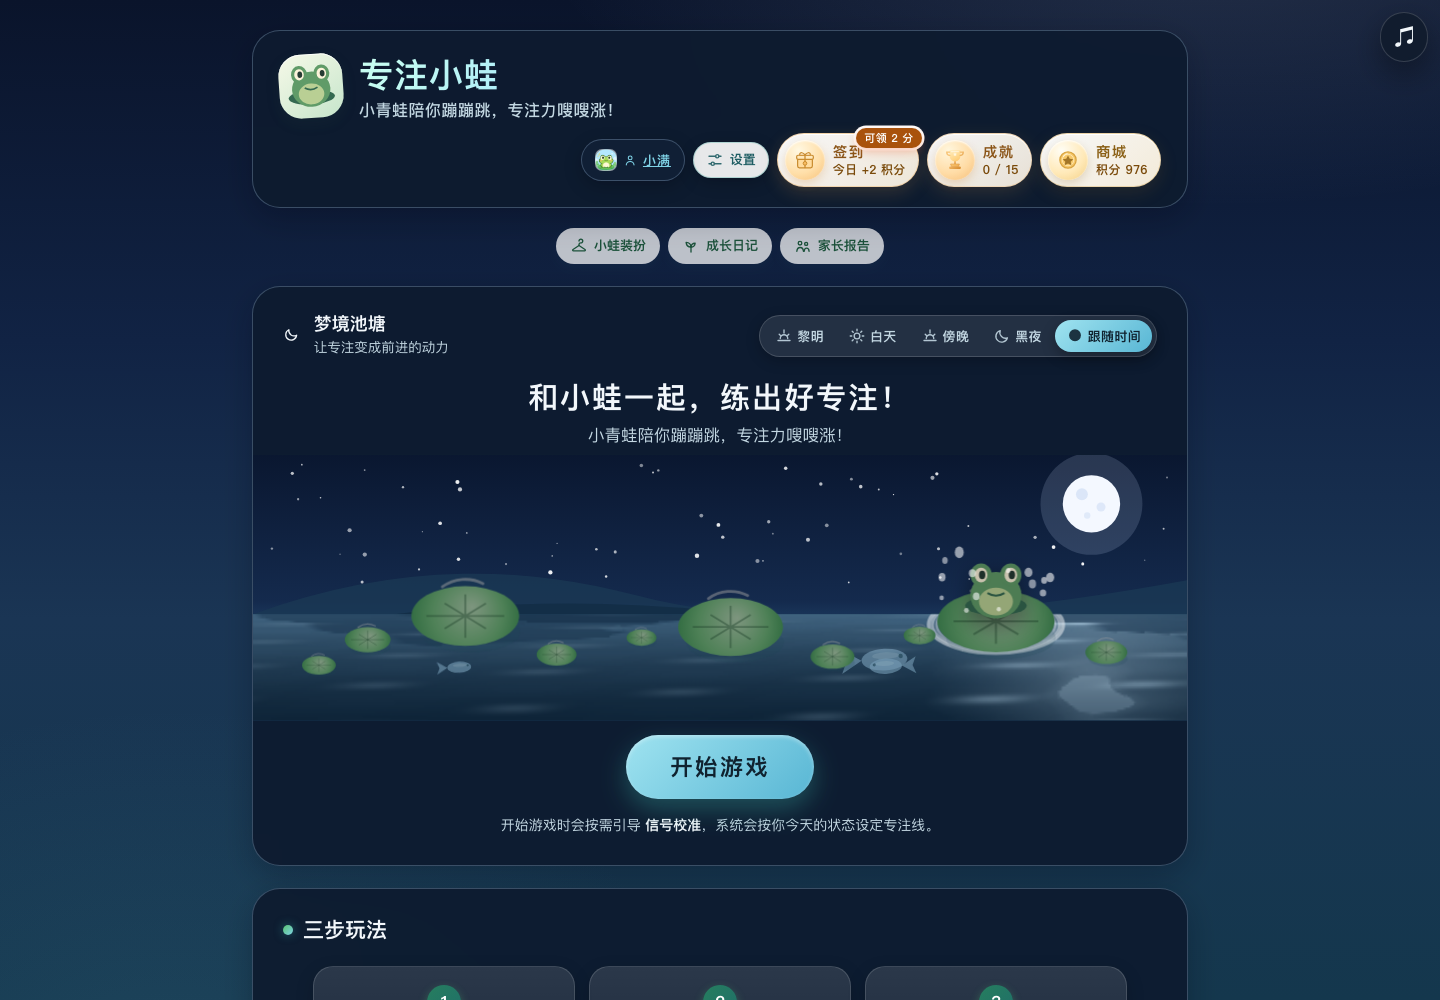 专注小蛙
小青蛙陪你蹦蹦跳，专注力嗖嗖涨！
小满
设置
签到
可领 2 分
今日 +2 积分
成就
0 / 15
商城
积分 976
小蛙装扮
成长日记
家长报告
梦境池塘
让专注变成前进的动力
黎明
白天
傍晚
黑夜
跟随时间
和小蛙一起，练出好专注！
小青蛙陪你蹦蹦跳，专注力嗖嗖涨！
开始游戏
开始游戏时会按需引导 信号校准，系统会按你今天的状态设定专注线。
三步玩法
1
2
3